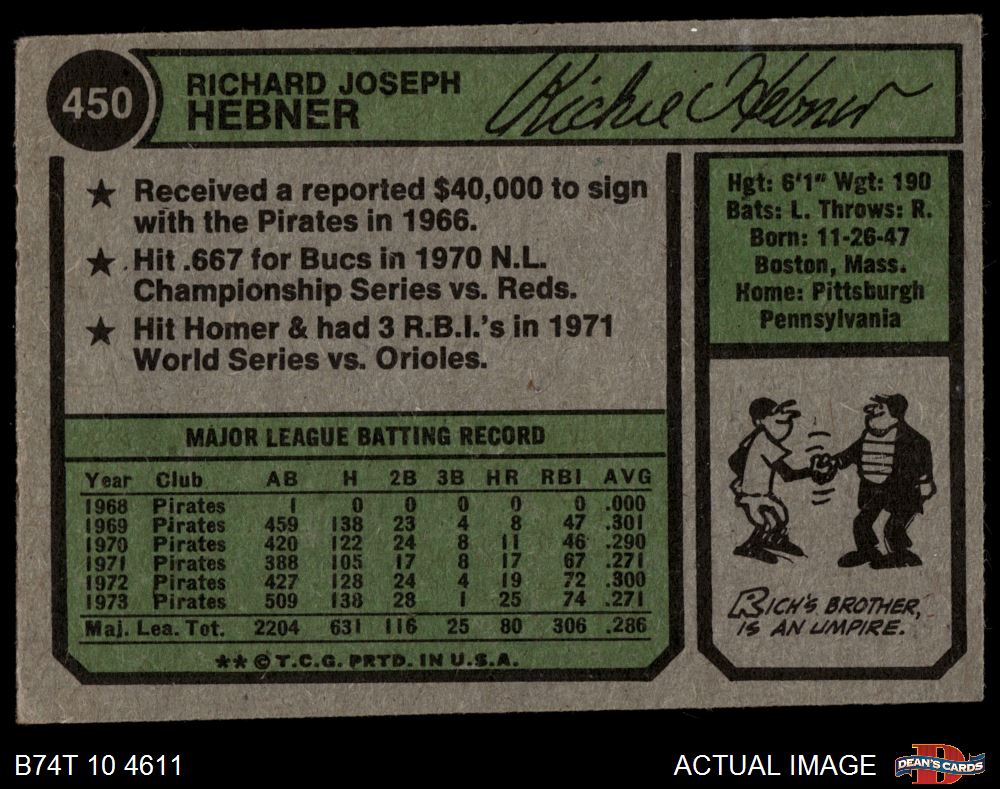 450
RICHARD JOSEPH
HEBNER
Richie Hebner
★ Received a reported $40,000 to sign
with the Pirates in 1966.
★ Hit .667 for Bucs in 1970 N.L.
Championship Series vs. Reds.
★ Hit Homer & had 3 R.B.I.'s in 1971
World Series vs. Orioles.
Hgt: 6'1" Wgt: 190
Bats: L. Throws: R.
Born: 11-26-47
Boston, Mass.
Home: Pittsburgh
Pennsylvania
MAJOR LEAGUE BATTING RECORD
Year Club AB H 2B 3B HR RBI AVG
1968 Pirates 1 0 0 0 0 0 .000
1969 Pirates 459 138 23 4 8 47 .301
1970 Pirates 420 122 24 8 11 46 .290
1971 Pirates 388 105 17 8 17 67 .271
1972 Pirates 427 128 24 4 19 72 .300
1973 Pirates 509 138 28 1 25 74 .271
Maj. Lea. Tot. 2204 631 116 25 80 306 .286
** © T.C.G. PRTD. IN U.S.A.
RICH'S BROTHER,
IS AN UMPIRE.
B74T 10 4611
ACTUAL IMAGE
D
DEAN'S CARDS